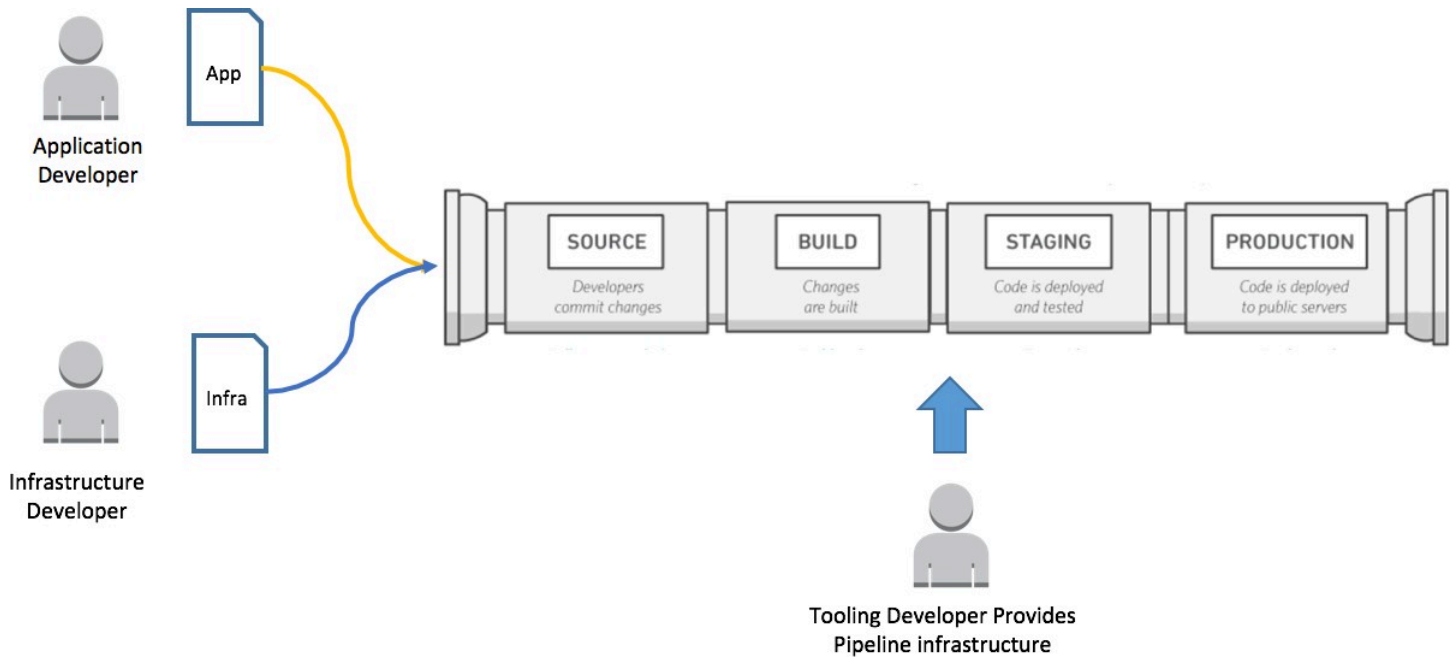 App
Application
Developer
SOURCE
Developers
commit changes
BUILD
Changes
are built
STAGING
Code is deployed
and tested
PRODUCTION
Code is deployed
to public servers
Infra
Infrastructure
Developer
Tooling Developer Provides
Pipeline infrastructure